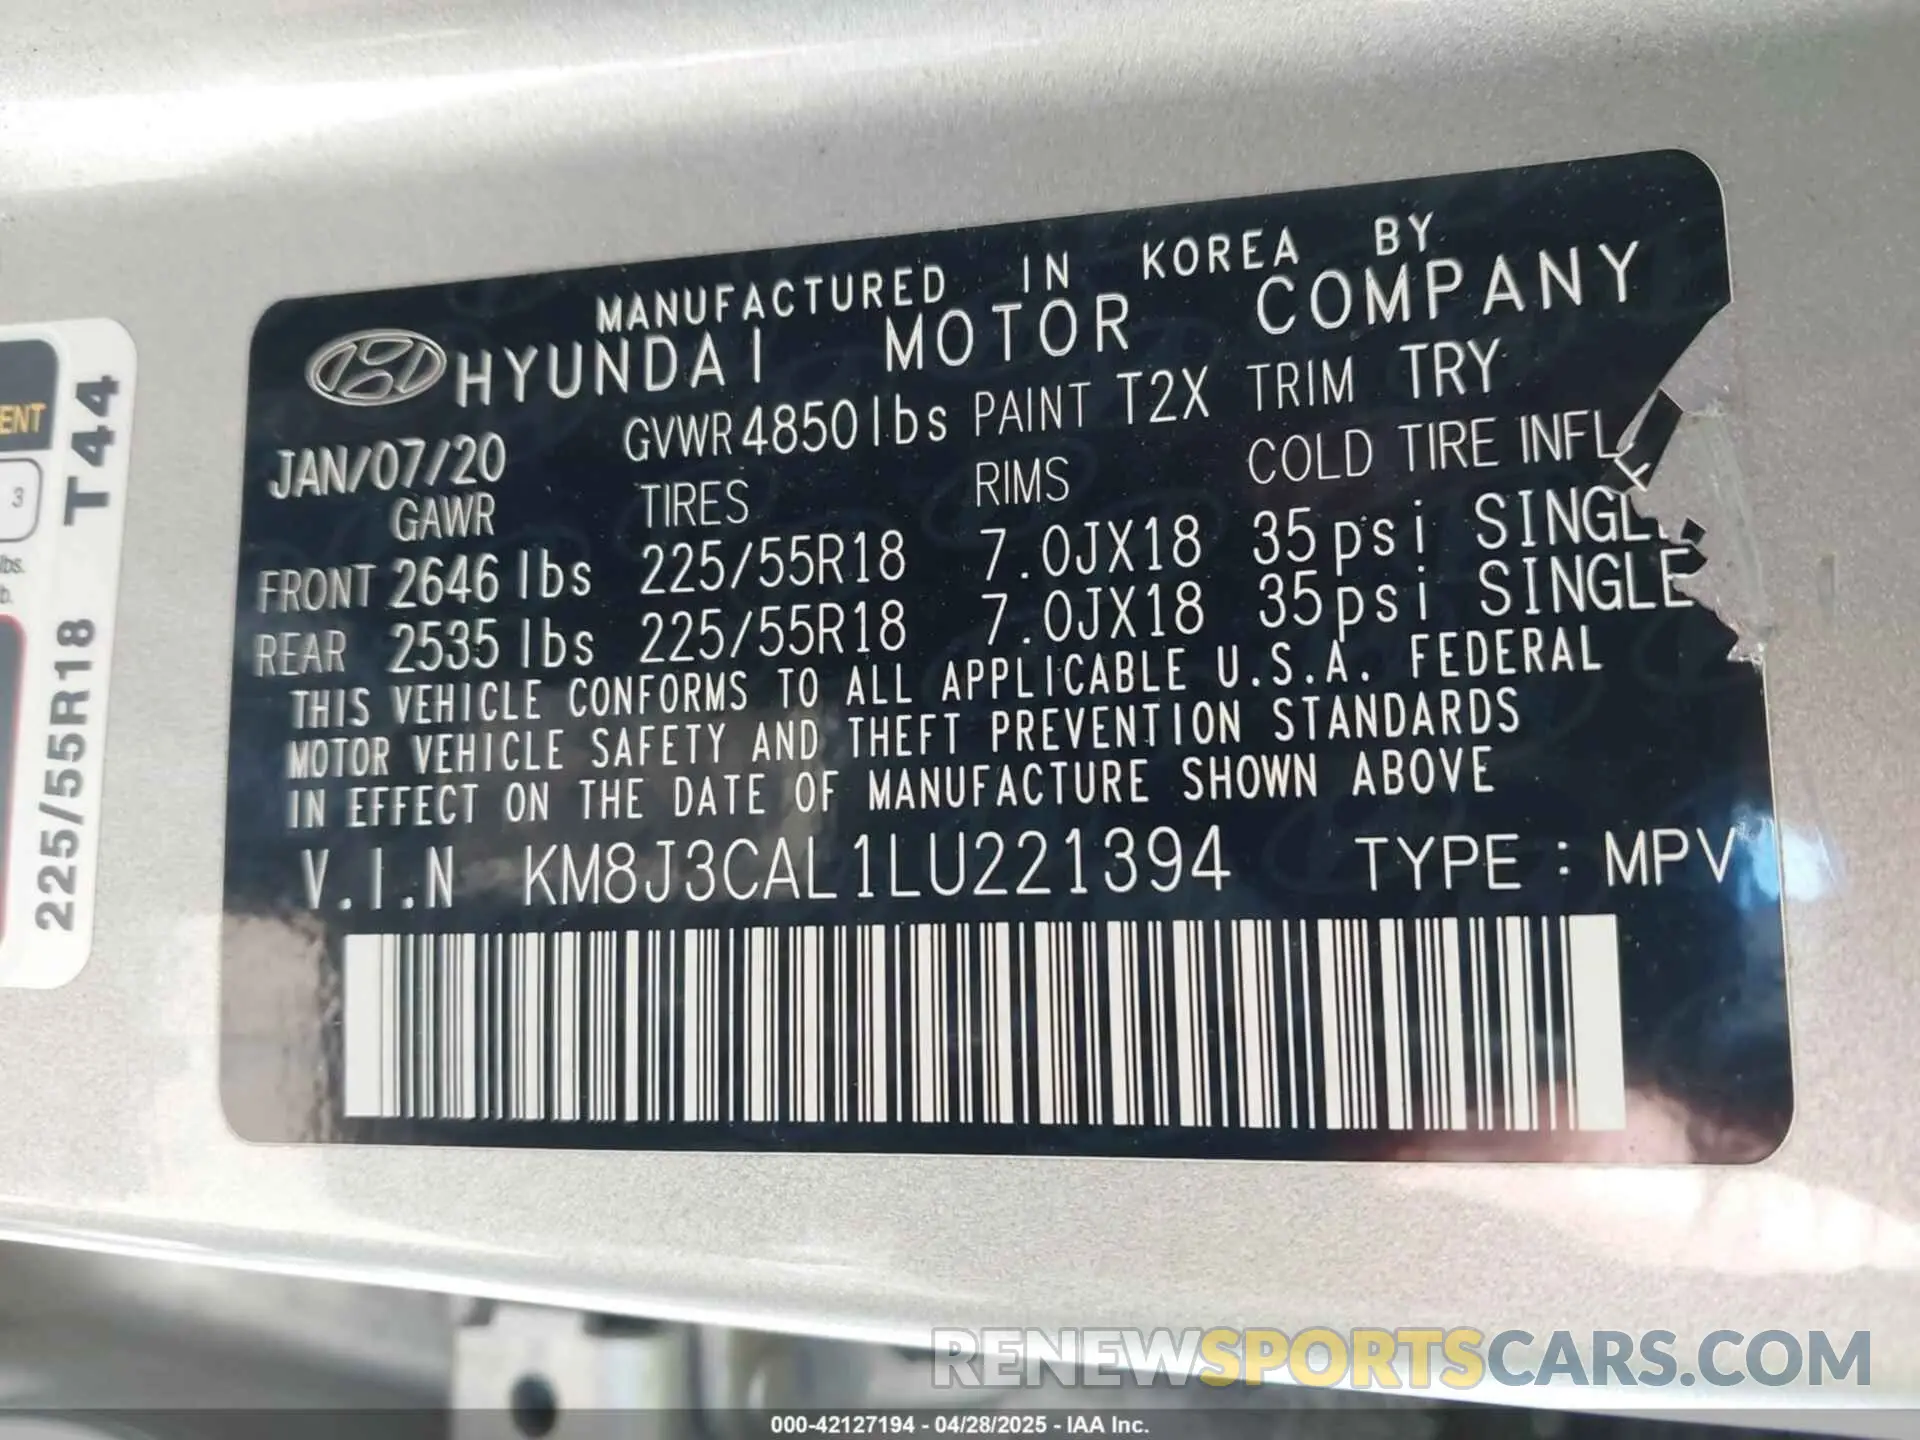 MANUFACTURED IN KOREA BY
HYUNDAI MOTOR COMPANY
JAN/07/20 GVWR 4850lbs PAINT T2X TRIM TRY
GAWR TIRES RIMS COLD TIRE INFL
FRONT 2646 lbs 225/55R18 7.0JX18 35psi SINGLE
REAR 2535 lbs 225/55R18 7.0JX18 35psi SINGLE
THIS VEHICLE CONFORMS TO ALL APPLICABLE U.S.A. FEDERAL
MOTOR VEHICLE SAFETY AND THEFT PREVENTION STANDARDS
IN EFFECT ON THE DATE OF MANUFACTURE SHOWN ABOVE
V.I.N KM8J3CAL1LU221394 TYPE : MPV
ENT
3
lbs.
b.
225/55R18 T44
RENEWSPORTSCARS.COM
000-42127194 - 04/28/2025 - IAA Inc.